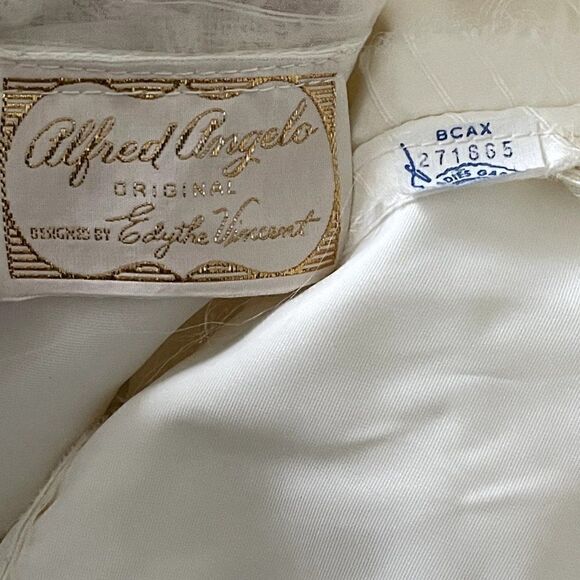 Alfred Angelo
ORIGINAL
DESIGNED BY Edythe Vincent
BCAX
271865